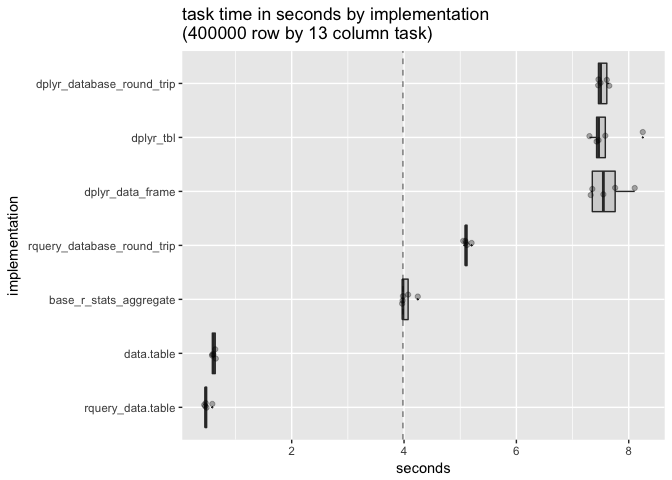 task time in seconds by implementation
(400000 row by 13 column task)
implementation
dplyr_database_round_trip
dplyr_tbl
dplyr_data_frame
rquery_database_round_trip
base_r_stats_aggregate
data.table
rquery_data.table
2 4 6 8
seconds